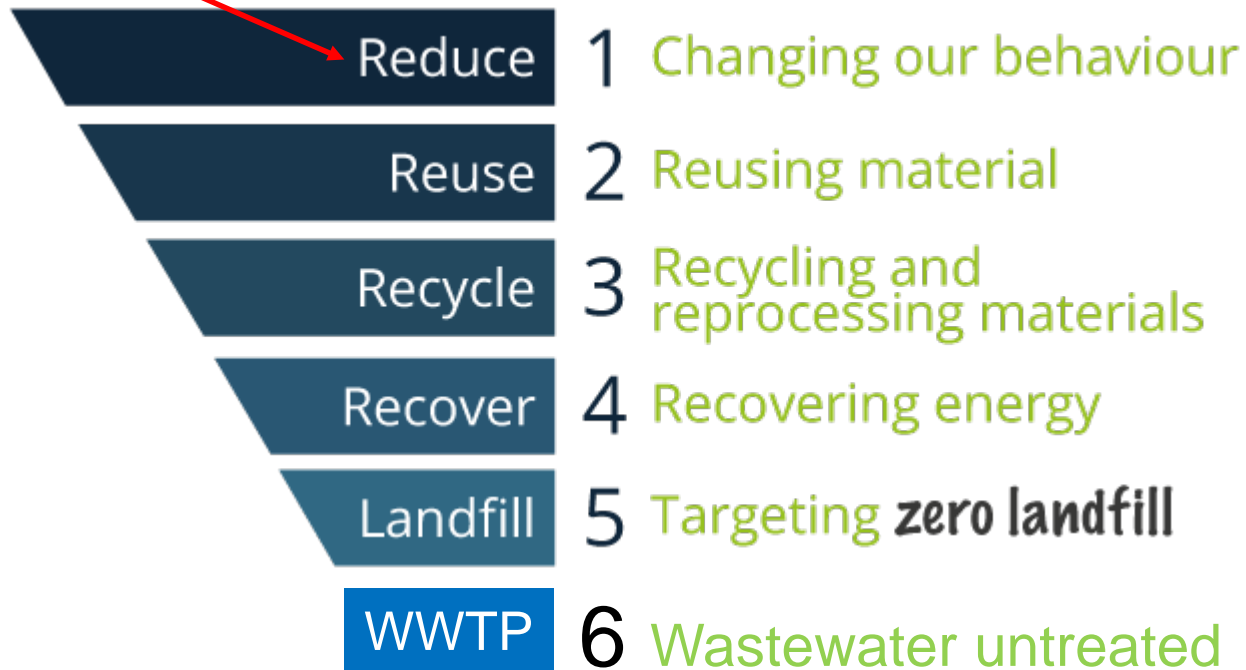 Reduce 1 Changing our behaviour
Reuse 2 Reusing material
Recycle 3 Recycling and
reprocessing materials
Recover 4 Recovering energy
Landfill 5 Targeting zero landfill
WWTP 6 Wastewater untreated